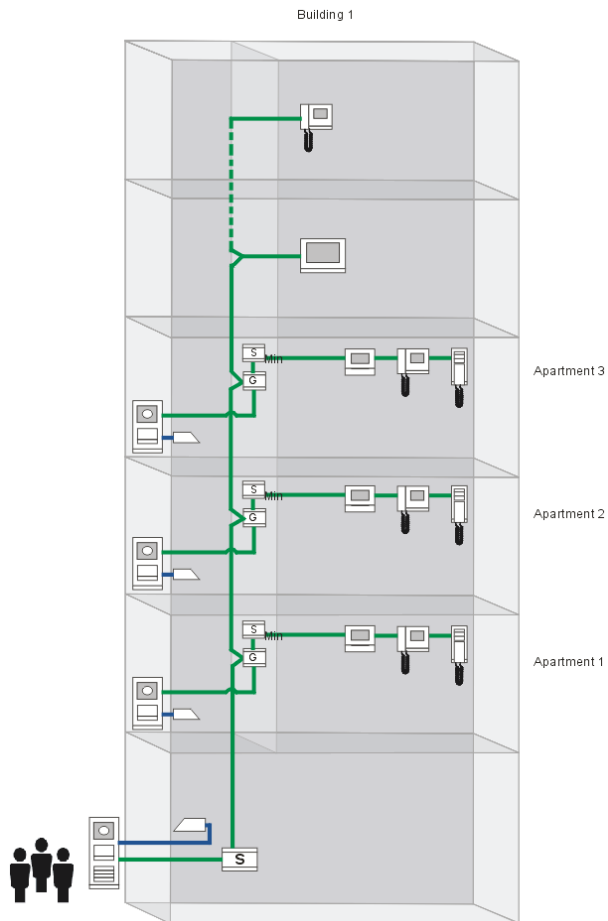 Building 1
S
Min
G
Apartment 3
S
Min
G
Apartment 2
S
Min
G
Apartment 1
S